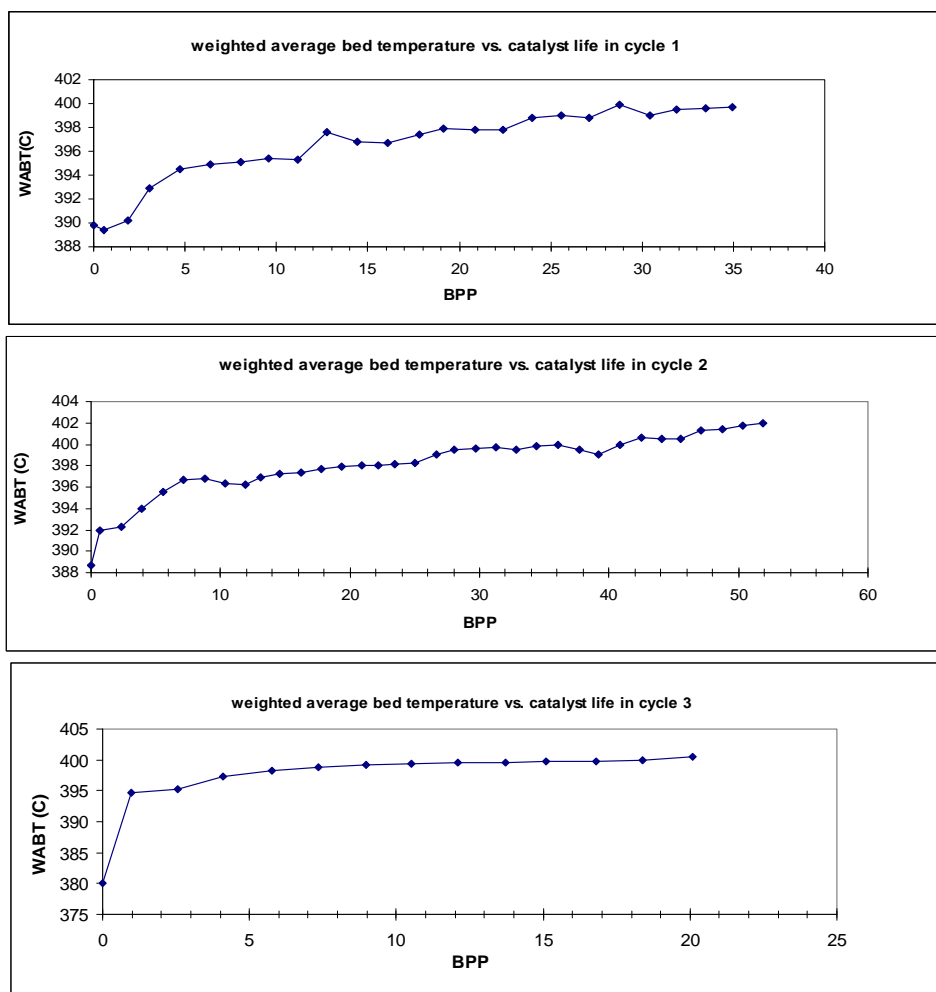 weighted average bed temperature vs. catalyst life in cycle 1
402
400
398
396
394
392
390
388
WABT(C)
0 5 10 15 20 25 30 35 40
BPP
weighted average bed temperature vs. catalyst life in cycle 2
404
402
400
398
396
394
392
390
388
WABT (C)
0 10 20 30 40 50 60
BPP
weighted average bed temperature vs. catalyst life in cycle 3
405
400
395
390
385
380
375
WABT (C)
0 5 10 15 20 25
BPP